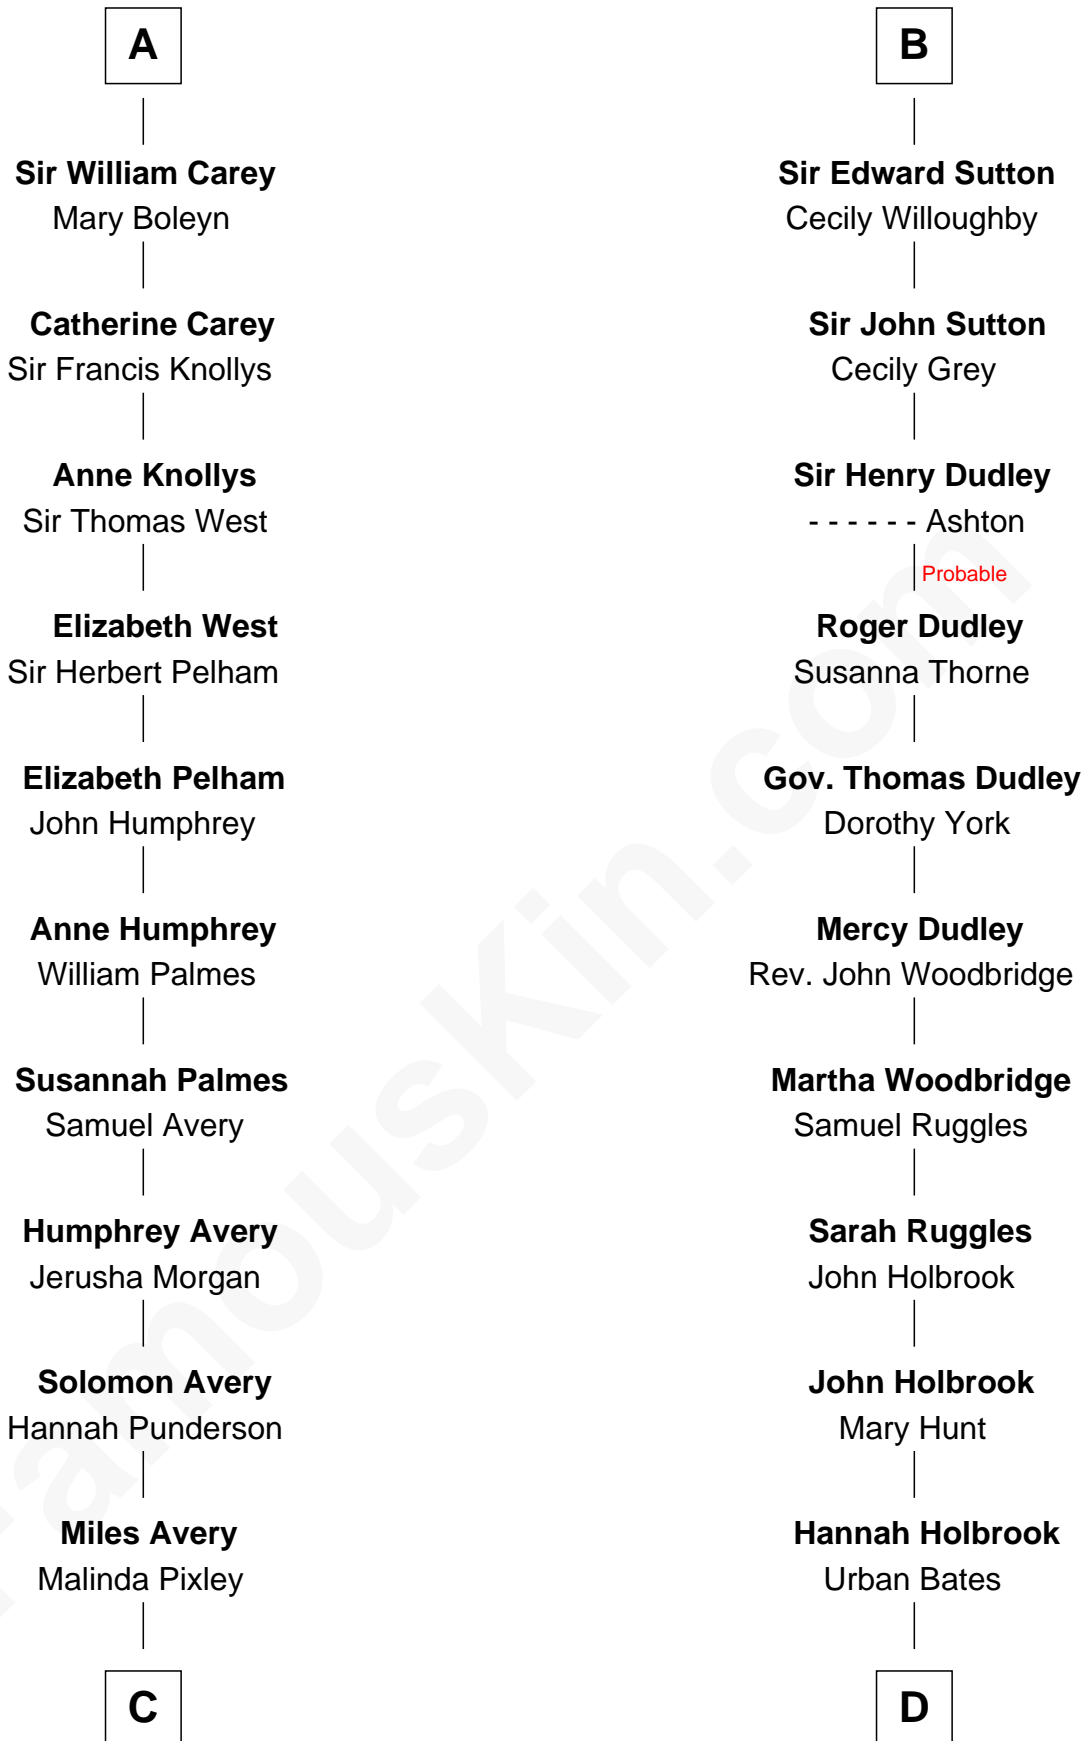 A
Sir William Carey
Mary Boleyn
Catherine Carey
Sir Francis Knollys
Anne Knollys
Sir Thomas West
Elizabeth West
Sir Herbert Pelham
Elizabeth Pelham
John Humphrey
Anne Humphrey
William Palmes
Susannah Palmes
Samuel Avery
Humphrey Avery
Jerusha Morgan
Solomon Avery
Hannah Punderson
Miles Avery
Malinda Pixley
C
B
Sir Edward Sutton
Cecily Willoughby
Sir John Sutton
Cecily Grey
Sir Henry Dudley
- - - - - - Ashton
Probable
Roger Dudley
Susanna Thorne
Gov. Thomas Dudley
Dorothy York
Mercy Dudley
Rev. John Woodbridge
Martha Woodbridge
Samuel Ruggles
Sarah Ruggles
John Holbrook
John Holbrook
Mary Hunt
Hannah Holbrook
Urban Bates
D
FamousKin.com